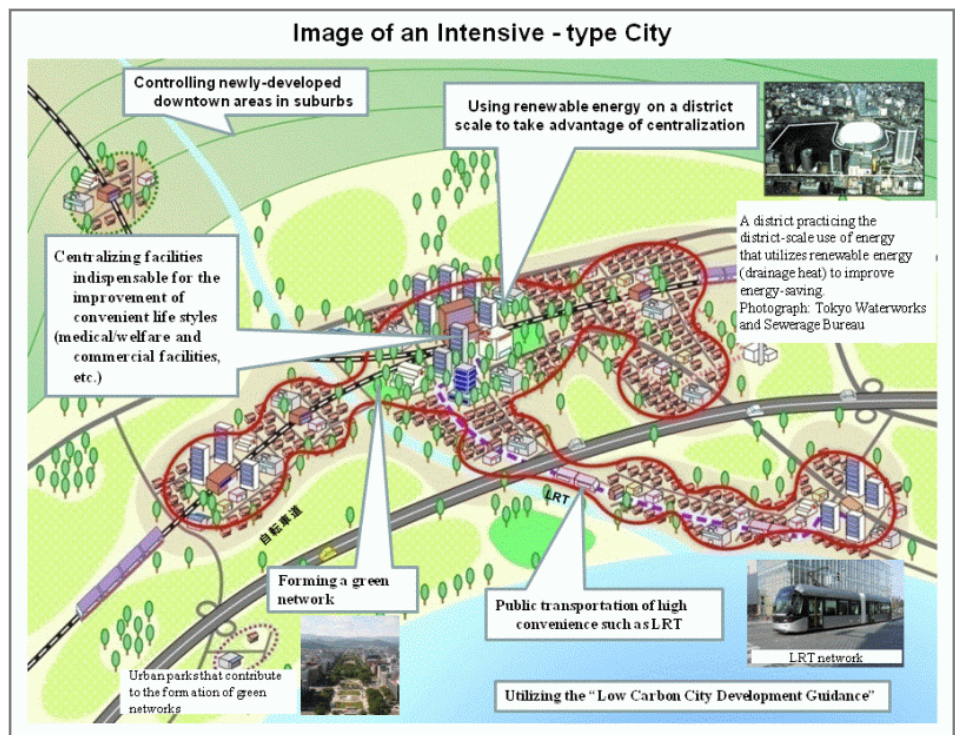 Image of an Intensive - type City
Controlling newly-developed
downtown areas in suburbs
Using renewable energy on a district
scale to take advantage of centralization
A district practicing the
district-scale use of energy
that utilizes renewable energy
(drainage heat) to improve
energy-saving.
Photograph: Tokyo Waterworks
and Sewerage Bureau
Centralizing facilities
indispensable for the
improvement of
convenient life styles
(medical/welfare and
commercial facilities,
etc.)
自転車道
LRT
Forming a green
network
Public transportation of high
convenience such as LRT
LRT network
Urban parks that contribute
to the formation of green
networks
Utilizing the “Low Carbon City Development Guidance”